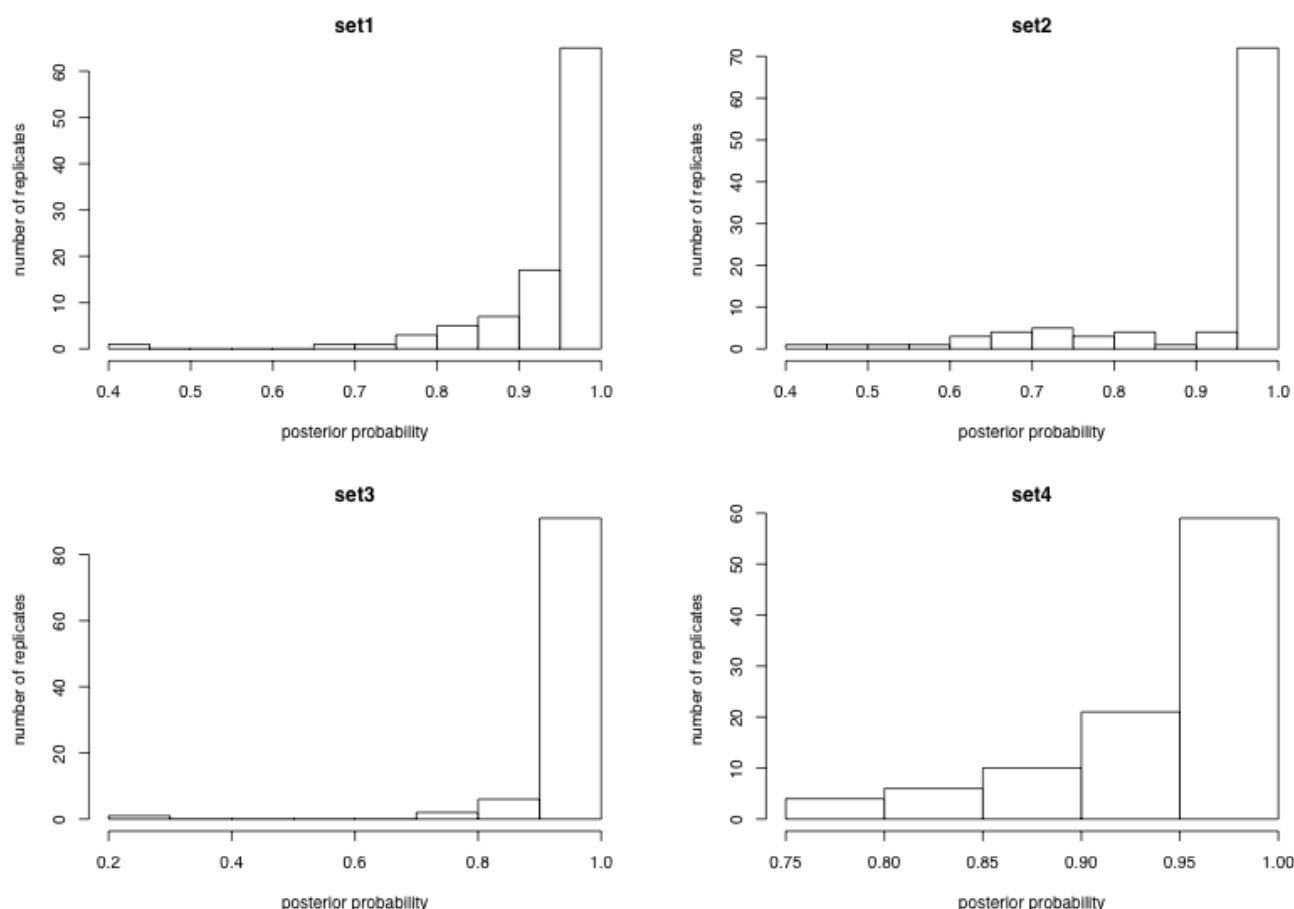 set1
number of replicates
0 10 20 30 40 50 60
0.4 0.5 0.6 0.7 0.8 0.9 1.0
posterior probability
set2
number of replicates
0 10 20 30 40 50 60 70
0.4 0.5 0.6 0.7 0.8 0.9 1.0
posterior probability
set3
number of replicates
0 20 40 60 80
0.2 0.4 0.6 0.8 1.0
posterior probability
set4
number of replicates
0 10 20 30 40 50 60
0.75 0.80 0.85 0.90 0.95 1.00
posterior probability